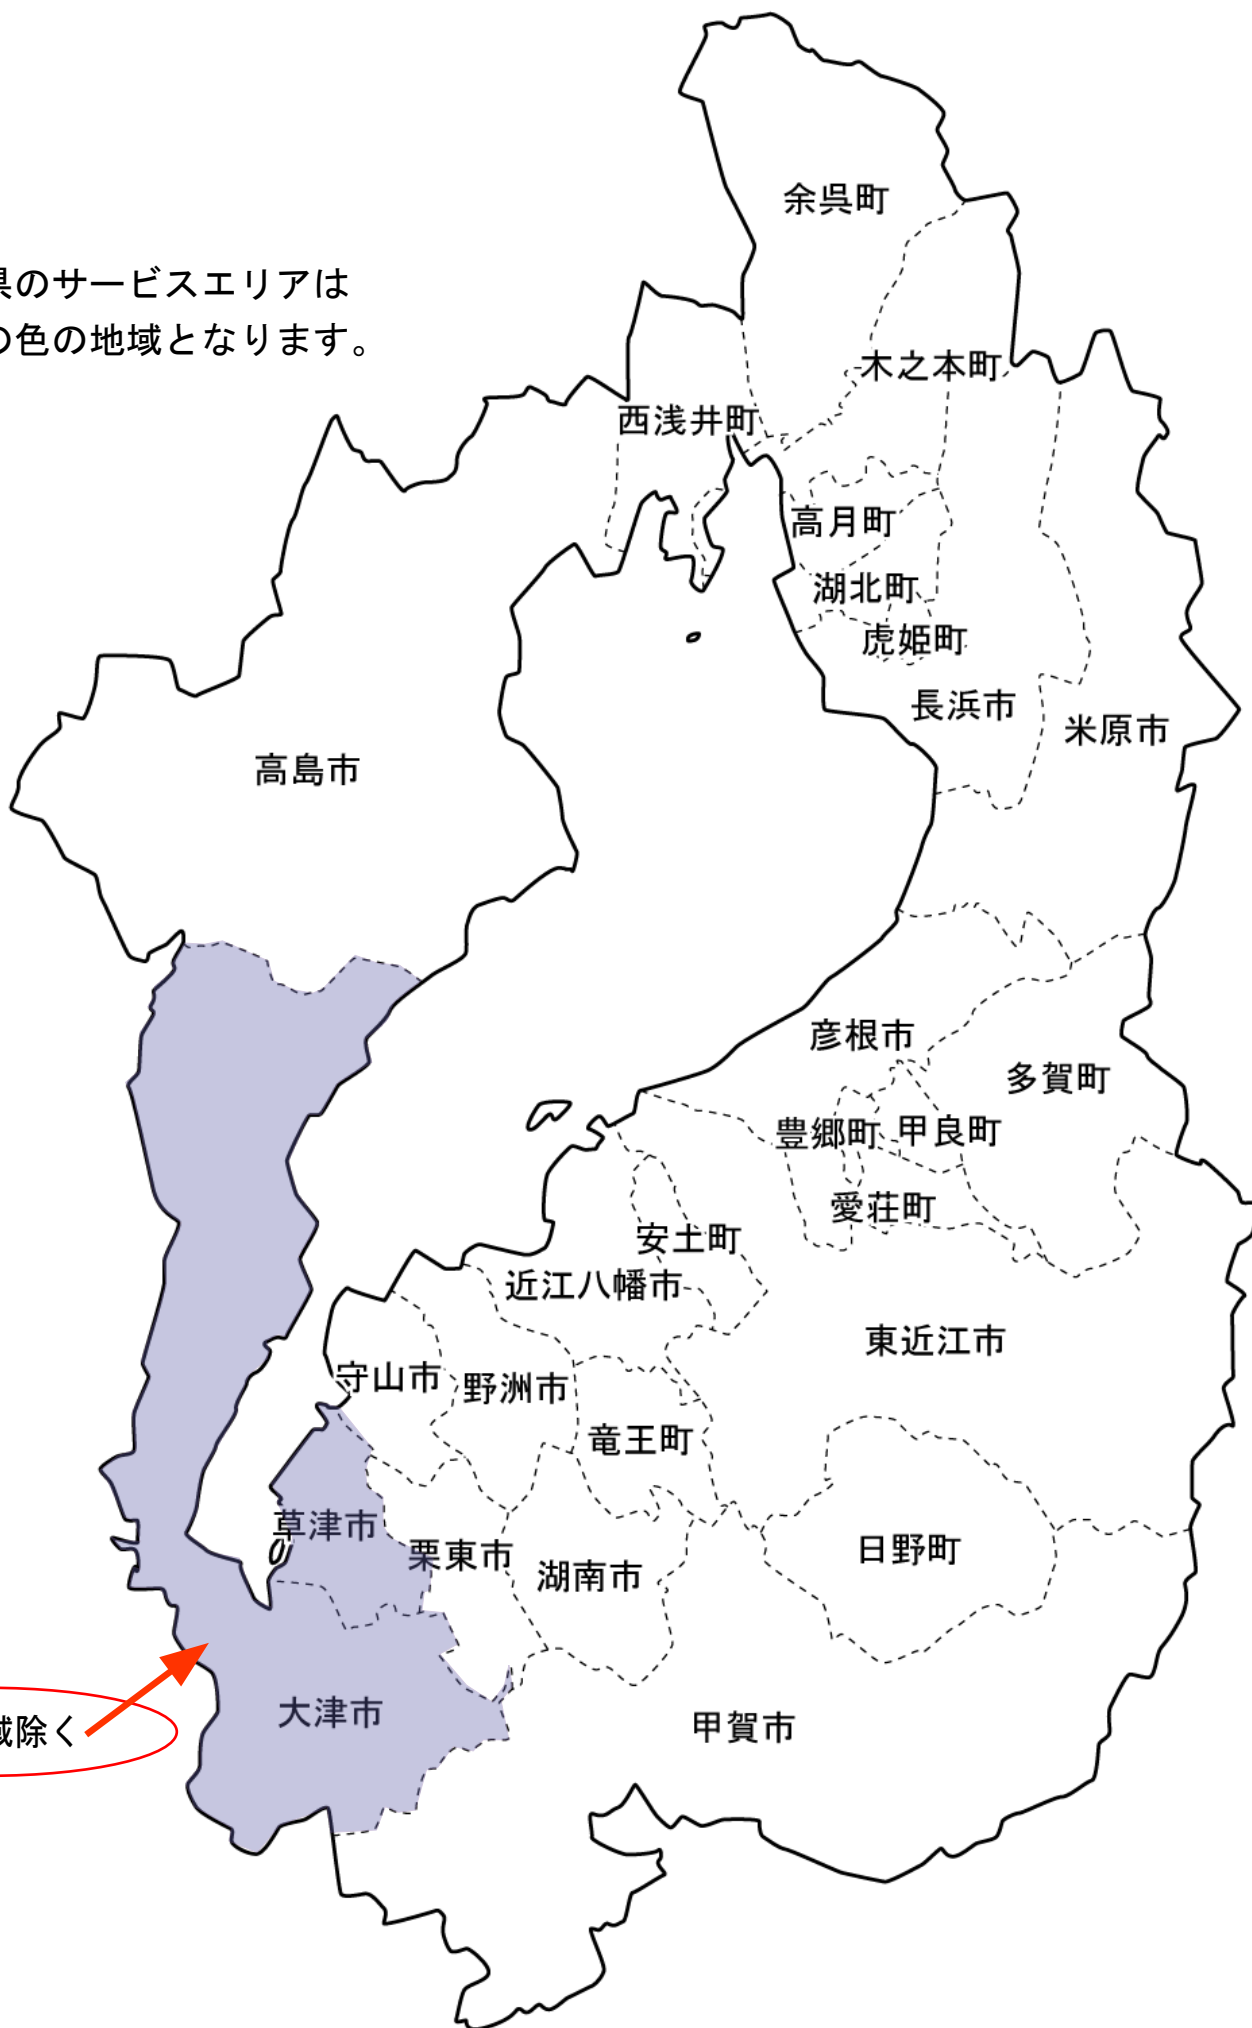 余呉町
県のサービスエリアは
の色の地域となります。
木之本町
西浅井町
高月町
湖北町
虎姫町
長浜市
米原市
高島市
彦根市
多賀町
豊郷町
甲良町
愛荘町
安土町
近江八幡市
東近江市
守山市
野洲市
竜王町
草津市
栗東市
湖南市
日野町
大津市
域除く
甲賀市